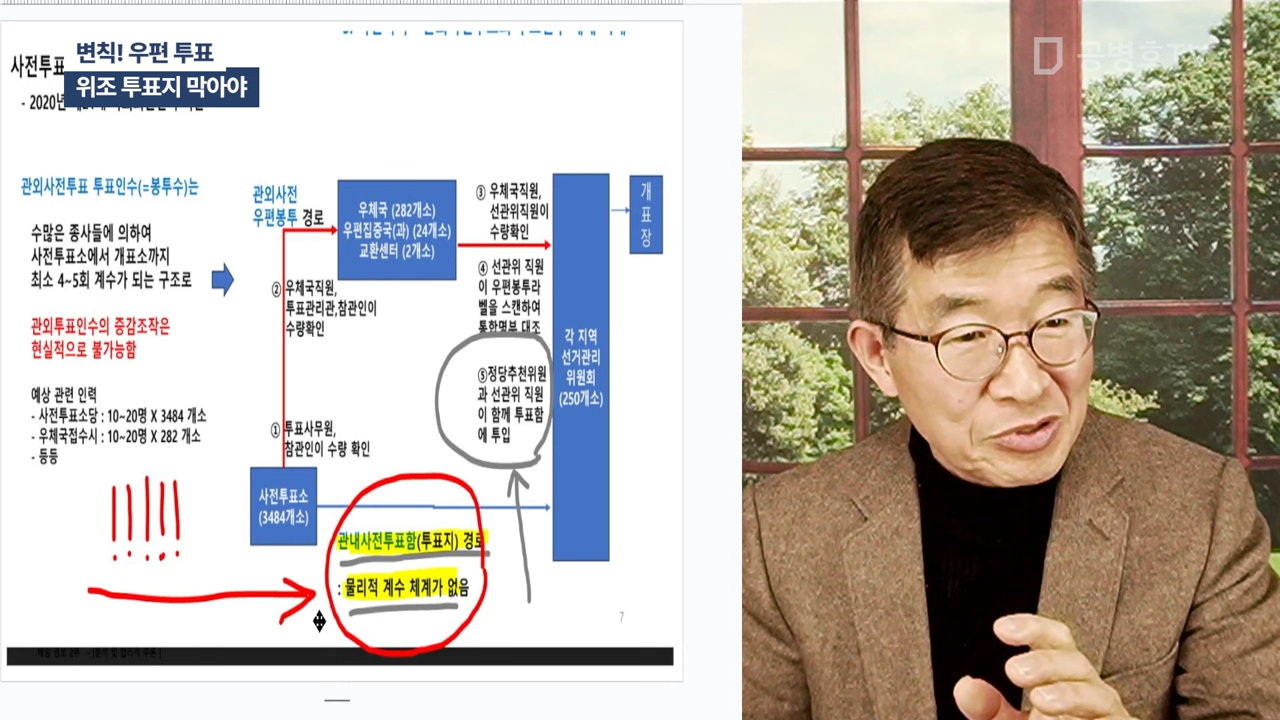 변칙! 우편 투표
위조 투표지 막아야
공병호TV
사전투표
- 2020년
관외사전투표 투표인수(=봉투수)는
수많은 종사들에 의하여
사전투표소에서 개표소까지
최소 4~5회 계수가 되는 구조로
관외투표인수의 증감조작은
현실적으로 불가능함
예상 관련 인력
- 사전투표소당 : 10~20명 X 3484 개소
- 우체국접수시 : 10~20명 X 282 개소
- 등등
관외사전
우편봉투 경로
우체국 (282개소)
우편집중국(과) (24개소)
교환센터 (2개소)
② 우체국직원,
투표관리관,참관인이
수량확인
① 투표사무원,
참관인이 수량 확인
사전투표소
(3484개소)
③ 우체국직원,
선관위직원이
수량확인
④ 선관위 직원
이 우편봉투라
벨을 스캔하여
통합명부 대조
⑤정당추천위원
과 선관위 직원
이 함께 투표함
에 투입
각 지역
선거관리
위원회
(250개소)
개
표
장
관내사전투표함(투표지) 경로
: 물리적 계수 체계가 없음
7